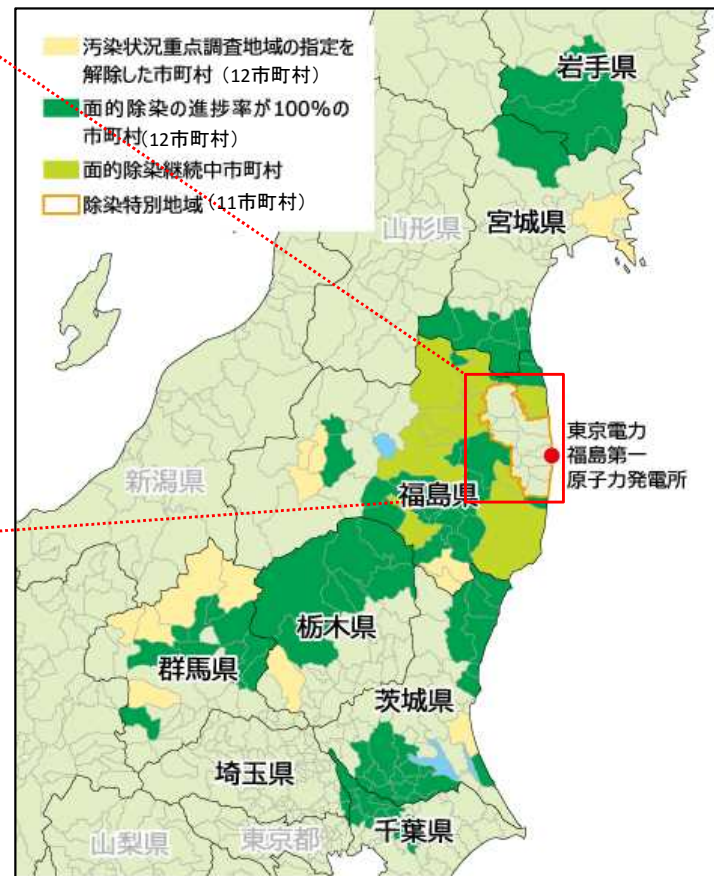 汚染状況重点調査地域の指定を
解除した市町村（12市町村）
面的除染の進捗率が100%の
市町村(12市町村)
面的除染継続中市町村
除染特別地域（11市町村）
岩手県
宮城県
山形県
東京電力
福島第一
原子力発電所
新潟県
福島県
栃木県
群馬県
茨城県
埼玉県
千葉県
東京都
山梨県